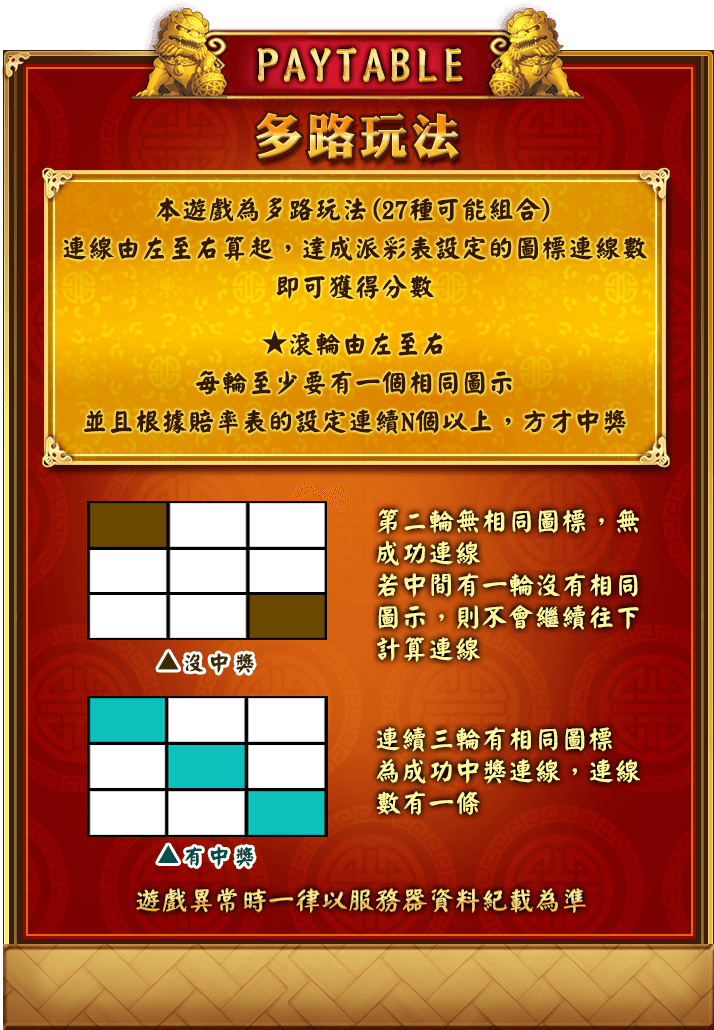 PAYTABLE
多路玩法
本遊戲為多路玩法(27種可能組合)
連線由左至右算起，達成派彩表設定的圖標連線數
即可獲得分數
★滾輪由左至右
每輪至少要有一個相同圖示
並且根據賠率表的設定連續N個以上，方才中獎
第二輪無相同圖標，無
成功連線
若中間有一輪沒有相同
圖示，則不會繼續往下
計算連線
▲沒中獎
連續三輪有相同圖標
為成功中獎連線，連線
數有一條
▲有中獎
遊戲異常時一律以服務器資料紀載為準